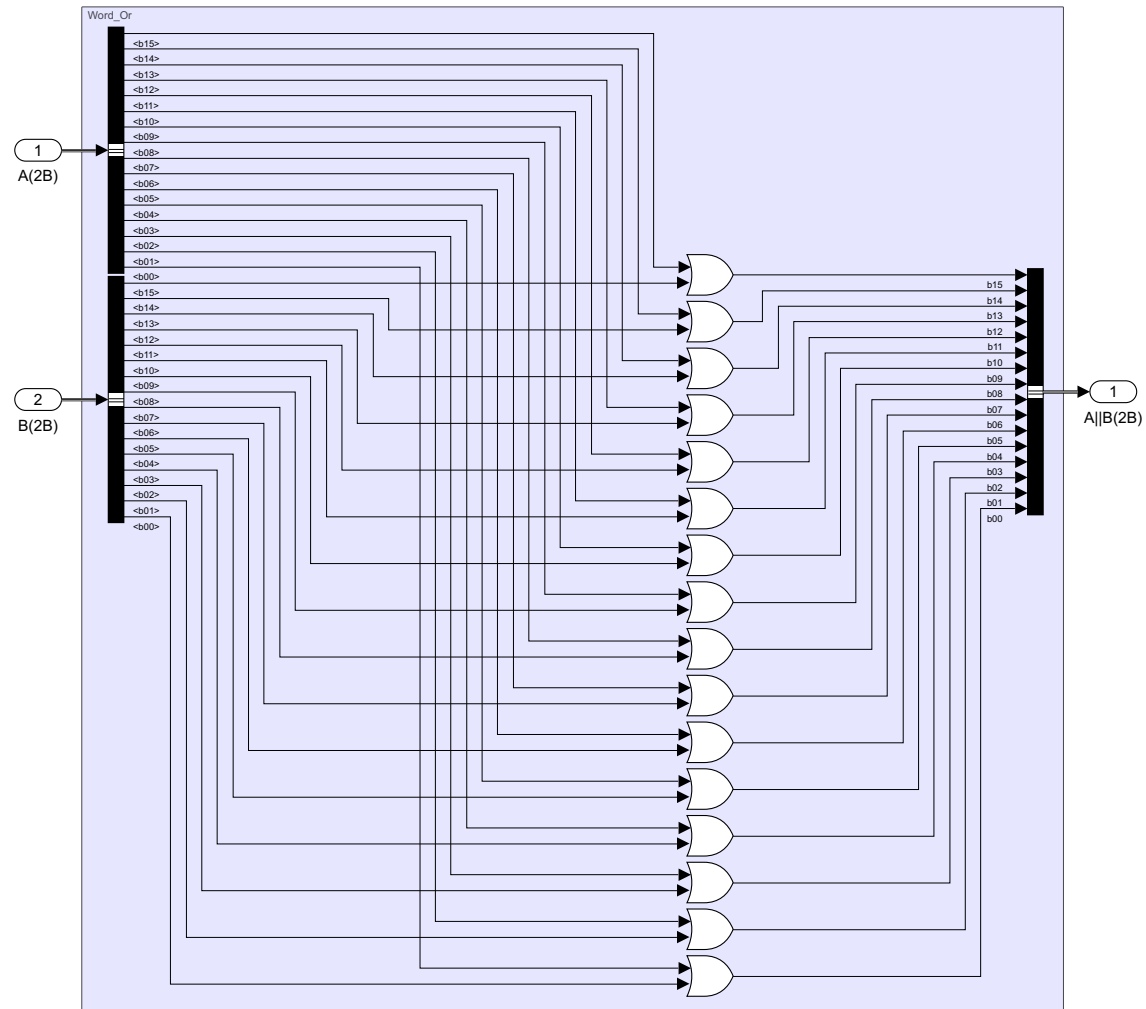 Word_Or
<b15>
<b14>
<b13>
<b12>
<b11>
<b10>
<b09>
<b08>
<b07>
<b06>
<b05>
<b04>
<b03>
<b02>
<b01>
<b00>
1
A(2B)
<b15>
<b14>
<b13>
<b12>
<b11>
<b10>
<b09>
<b08>
<b07>
<b06>
<b05>
<b04>
<b03>
<b02>
<b01>
<b00>
2
B(2B)
b15
b14
b13
b12
b11
b10
b09
b08
b07
b06
b05
b04
b03
b02
b01
b00
1
A||B(2B)